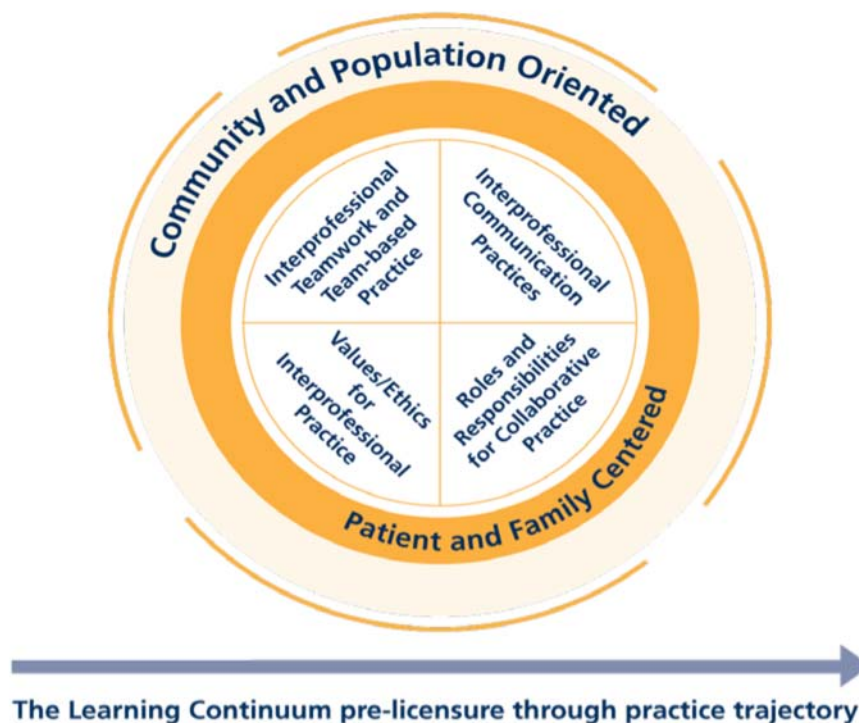 Community and Population Oriented
Interprofessional
Teamwork and
Team-based
Practice
Interprofessional
Communication
Practices
Values/Ethics
for
Interprofessional
Practice
Roles and
Responsibilities
for Collaborative
Practice
Patient and Family Centered
The Learning Continuum pre-licensure through practice trajectory